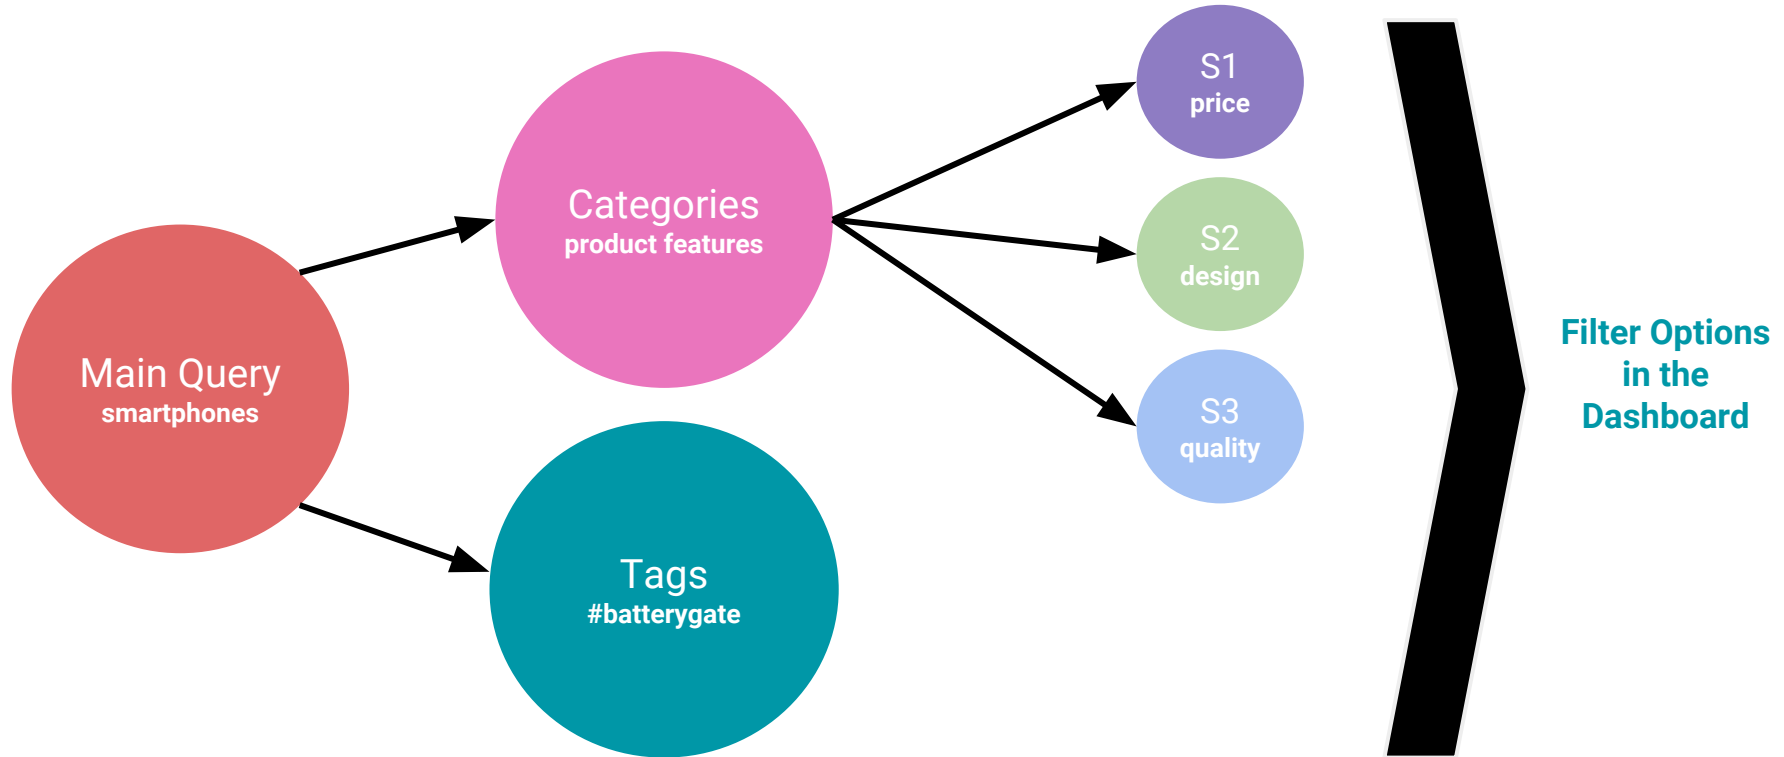 Main Query
smartphones
Categories
product features
Tags
#batterygate
S1
price
S2
design
S3
quality
Filter Options
in the
Dashboard